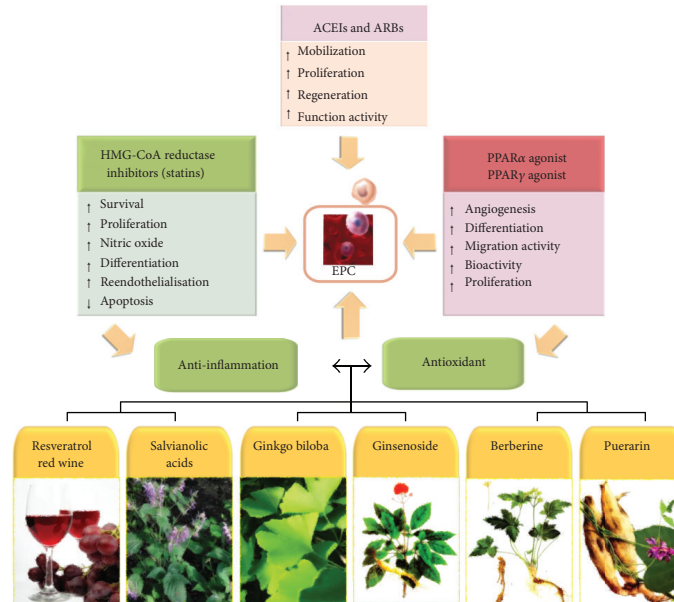 ACEIs and ARBs
↑ Mobilization
↑ Proliferation
↑ Regeneration
↑ Function activity
HMG-CoA reductase
inhibitors (statins)
↑ Survival
↑ Proliferation
↑ Nitric oxide
↑ Differentiation
↑ Reendothelialisation
↓ Apoptosis
EPC
PPARα agonist
PPARγ agonist
↑ Angiogenesis
↑ Differentiation
↑ Migration activity
↑ Bioactivity
↑ Proliferation
Anti-inflammation
Antioxidant
Resveratrol
red wine
Salvianolic
acids
Ginkgo biloba
Ginsenoside
Berberine
Puerarin